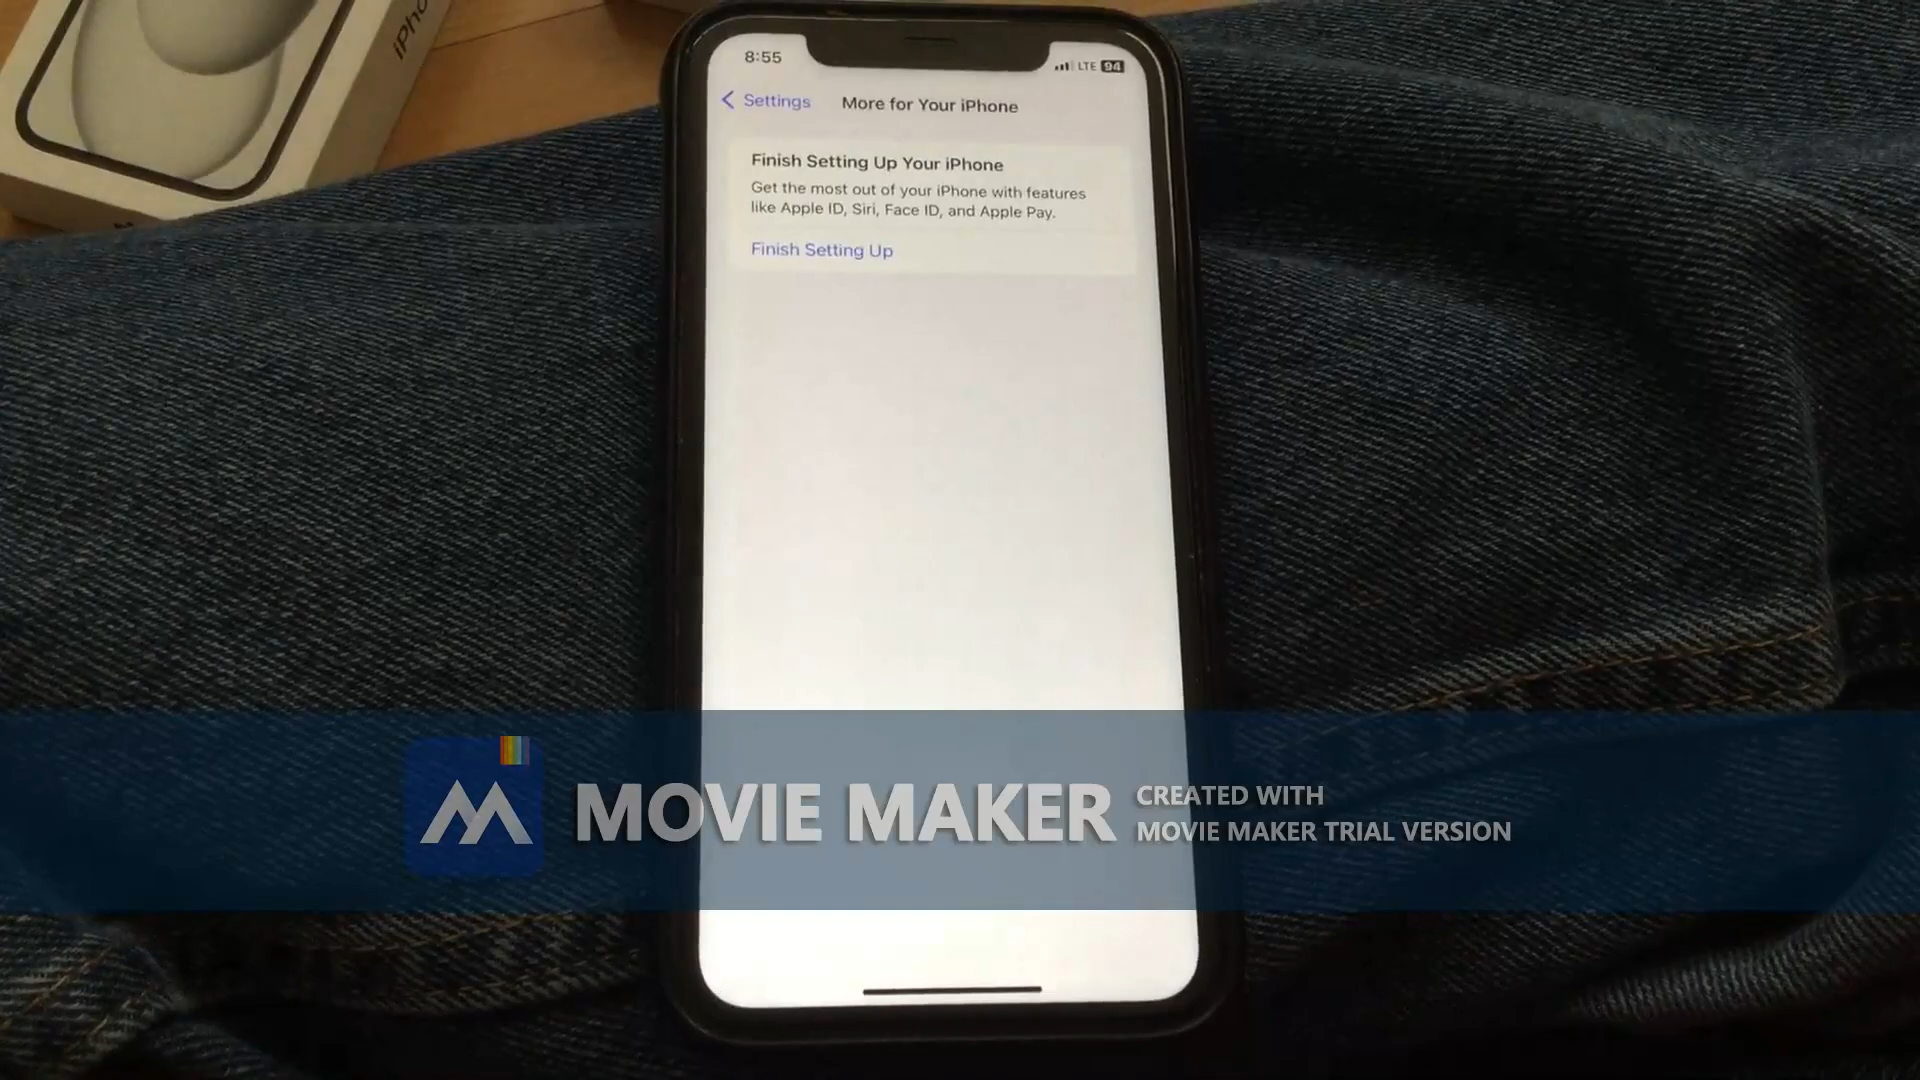 iPho
8:55
LTE 94
Settings
More for Your iPhone
Finish Setting Up Your iPhone
Get the most out of your iPhone with features
like Apple ID, Siri, Face ID, and Apple Pay.
Finish Setting Up
MOVIE MAKER
CREATED WITH
MOVIE MAKER TRIAL VERSION